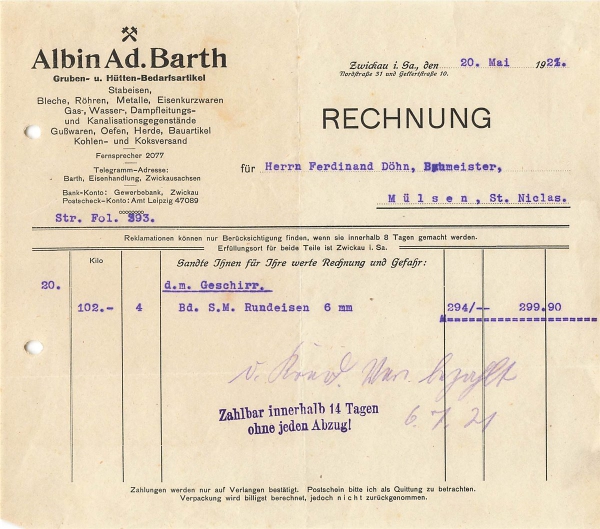 Albin Ad. Barth
Gruben- u. Hütten-Bedarfsartikel
Stabeisen,
Bleche, Röhren, Metalle, Eisenkurzwaren
Gas-, Wasser-, Dampfleitungs-
und Kanalisationsgegenstände
Gußwaren, Oefen, Herde, Bauartikel
Kohlen- und Koksversand
Fernsprecher 2077
Telegramm-Adresse:
Barth, Eisenhandlung, Zwickausachsen
Bank-Konto: Gewerbebank, Zwickau
Postscheck-Konto: Amt Leipzig 47089
Str. Fol. 393.
Zwickau i. Sa., den 20. Mai 1921.
Nordstraße 31 und Gellertstraße 10.
RECHNUNG
für Herrn Ferdinand Döhn, Baumeister,
Mülsen, St. Niclas.
Reklamationen können nur Berücksichtigung finden, wenn sie innerhalb 8 Tagen gemacht werden.
Erfüllungsort für beide Teile ist Zwickau i. Sa.
Kilo Sandte Ihnen für Ihre werte Rechnung und Gefahr:
20. d.m. Geschirr.
102.- 4 Bd. S.M. Rundeisen 6 mm 294/-- 299.90
bezahlt
6. 7. 21
Zahlbar innerhalb 14 Tagen
ohne jeden Abzug!
Zahlungen werden nur auf Verlangen bestätigt. Postschein bitte ich als Quittung zu betrachten.
Verpackung wird billigst berechnet, jedoch nicht zurückgenommen.